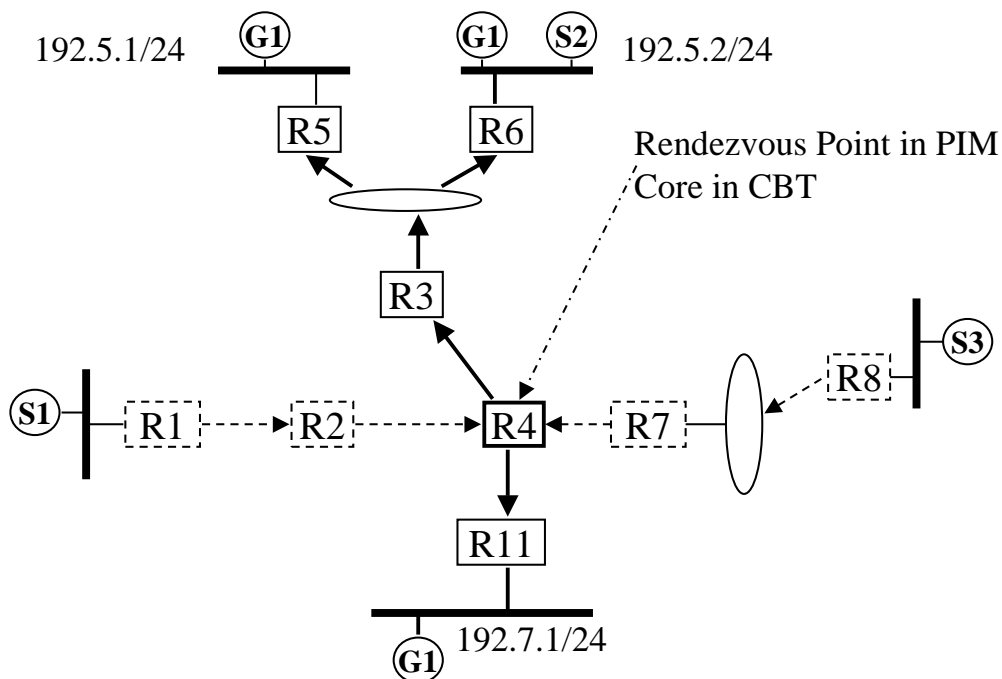 G1
G1
S2
192.5.1/24
192.5.2/24
R5
R6
Rendezvous Point in PIM
Core in CBT
R3
S3
R8
S1
R1
R2
R4
R7
R11
192.7.1/24
G1